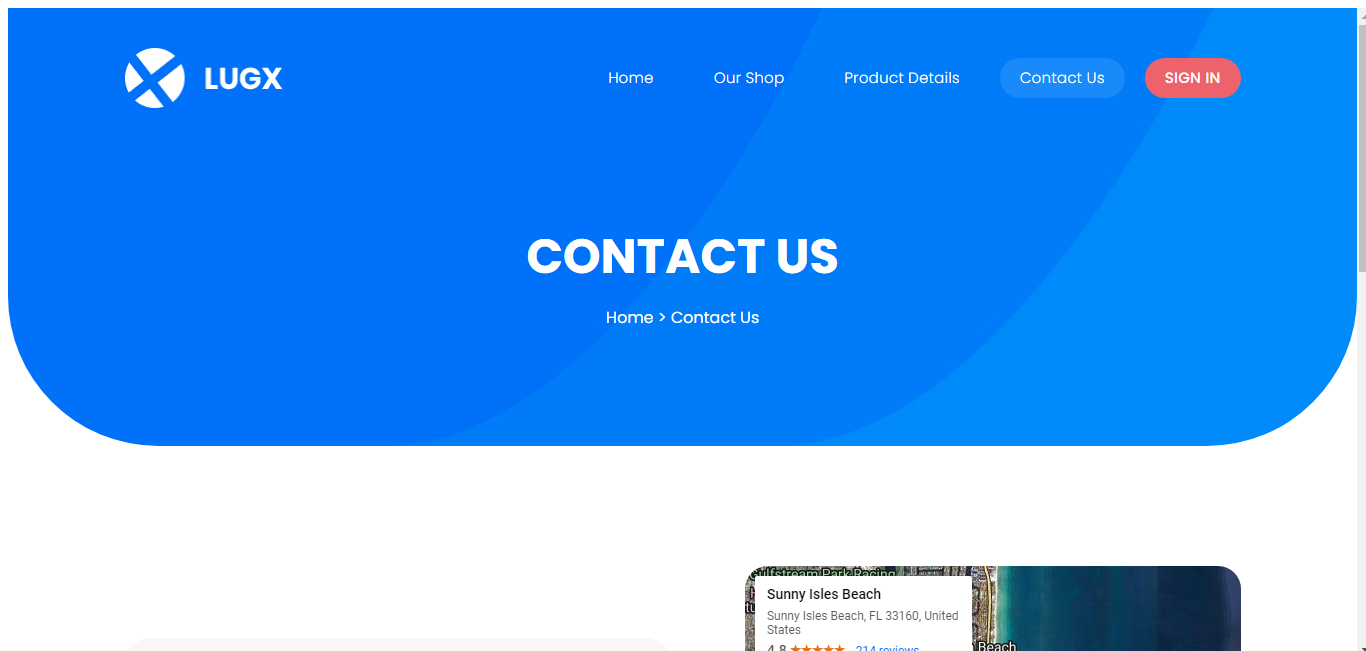 LUGX
Home
Our Shop
Product Details
Contact Us
SIGN IN
CONTACT US
Home > Contact Us
Gulfstream Park Racing
Sunny Isles Beach
Sunny Isles Beach, FL 33160, United
States
4.8 ★★★★★ 214 reviews
Beach